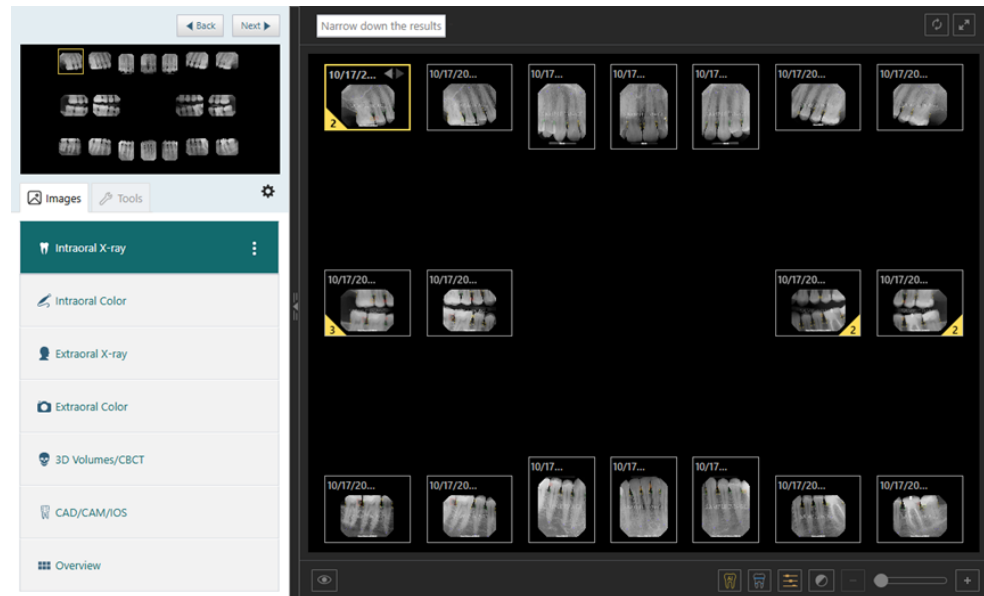 Back Next
Narrow down the results
Images Tools
Intraoral X-ray
Intraoral Color
Extraoral X-ray
Extraoral Color
3D Volumes/CBCT
CAD/CAM/IOS
Overview
10/17/2... 10/17/20... 10/17... 10/17... 10/17... 10/17/20... 10/17/20...
2
10/17/20... 10/17/20... 10/17/20... 10/17/20...
3 2 2
10/17... 10/17... 10/17...
10/17/20... 10/17/20... 10/17/20... 10/17/20...